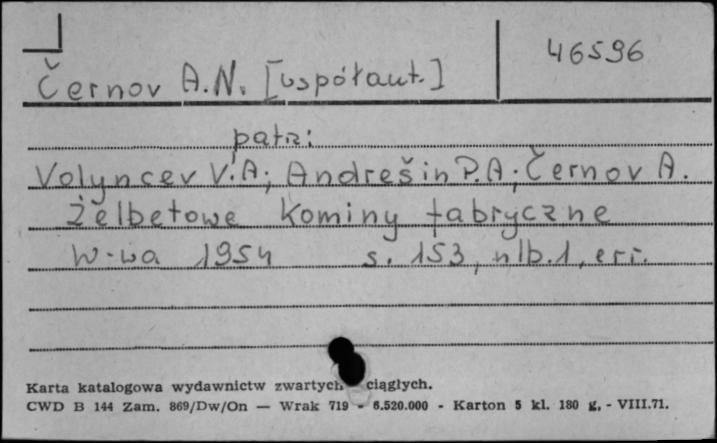 46596
Černov A.N. [współaut.]
patrz:
Volyncev V.A; Andrešin P.A; Černov A.
Żelbetowe kominy fabryczne
W-wa 1954 s. 153, nlb.1, err.
Karta katalogowa wydawnictw zwartych ciągłych.
CWD B 144 Zam. 869/Dw/On — Wrak 719 - 6.520.000 - Karton 5 kl. 180 g. - VIII.71.